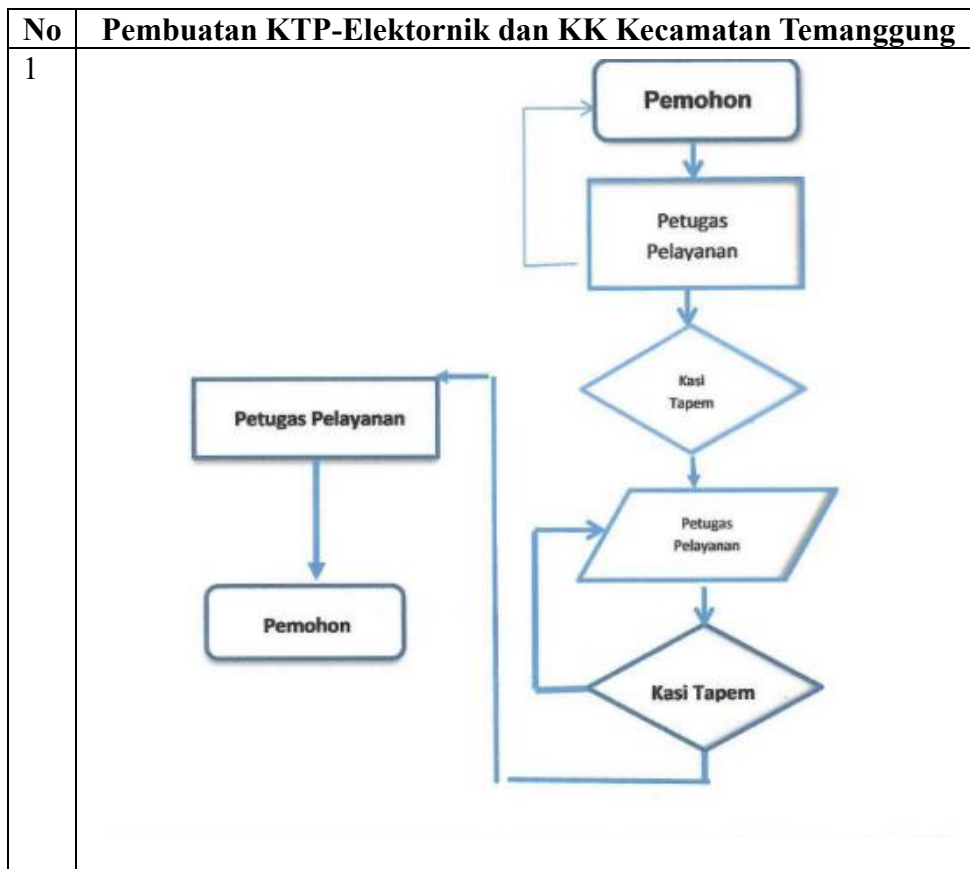 No Pembuatan KTP-Elektornik dan KK Kecamatan Temanggung
1
Pemohon
Petugas
Pelayanan
Kasi
Tapem
Petugas
Pelayanan
Kasi Tapem
Petugas Pelayanan
Pemohon